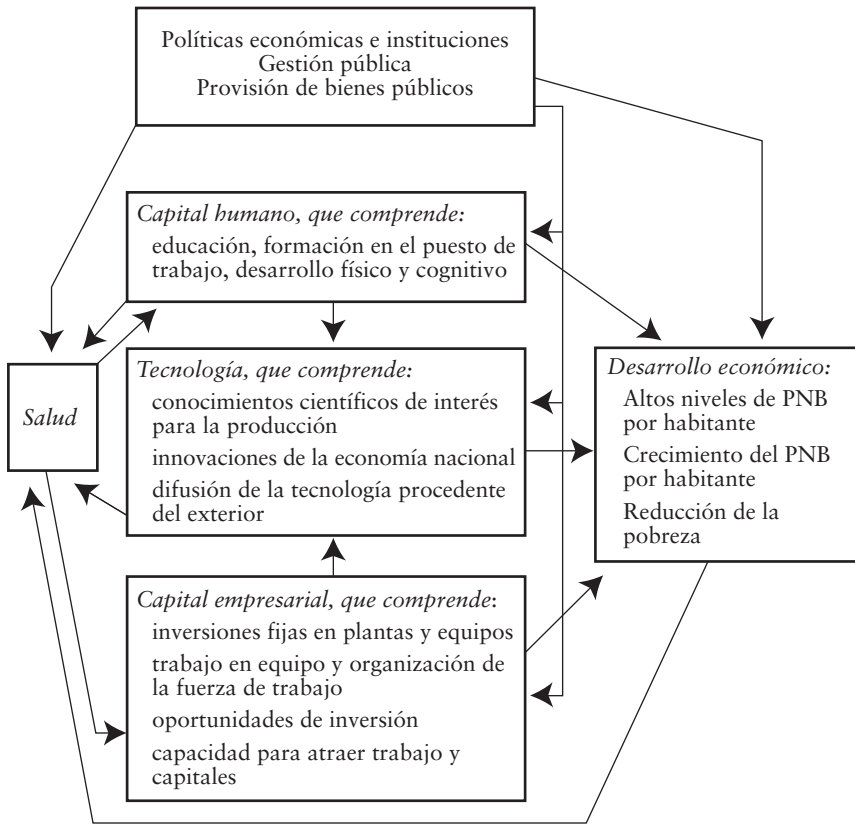 Políticas económicas e instituciones
Gestión pública
Provisión de bienes públicos
Capital humano, que comprende:
educación, formación en el puesto de
trabajo, desarrollo físico y cognitivo
Salud
Tecnología, que comprende:
conocimientos científicos de interés
para la producción
innovaciones de la economía nacional
difusión de la tecnología procedente
del exterior
Desarrollo económico:
Altos niveles de PNB
por habitante
Crecimiento del PNB
por habitante
Reducción de la
pobreza
Capital empresarial, que comprende:
inversiones fijas en plantas y equipos
trabajo en equipo y organización de
la fuerza de trabajo
oportunidades de inversión
capacidad para atraer trabajo y
capitales